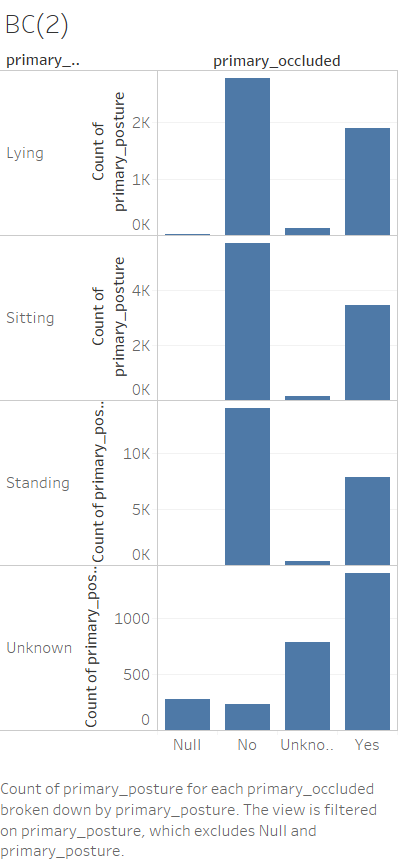 BC(2)
primary_..
primary_occluded
Lying
Count of
primary_posture
2K
1K
0K
Sitting
Count of
primary_posture
4K
2K
0K
Standing
Count of primary_pos..
10K
5K
0K
Unknown
Count of primary_pos..
1000
500
0
Null No Unkno.. Yes
Count of primary_posture for each primary_occluded
broken down by primary_posture. The view is filtered
on primary_posture, which excludes Null and
primary_posture.